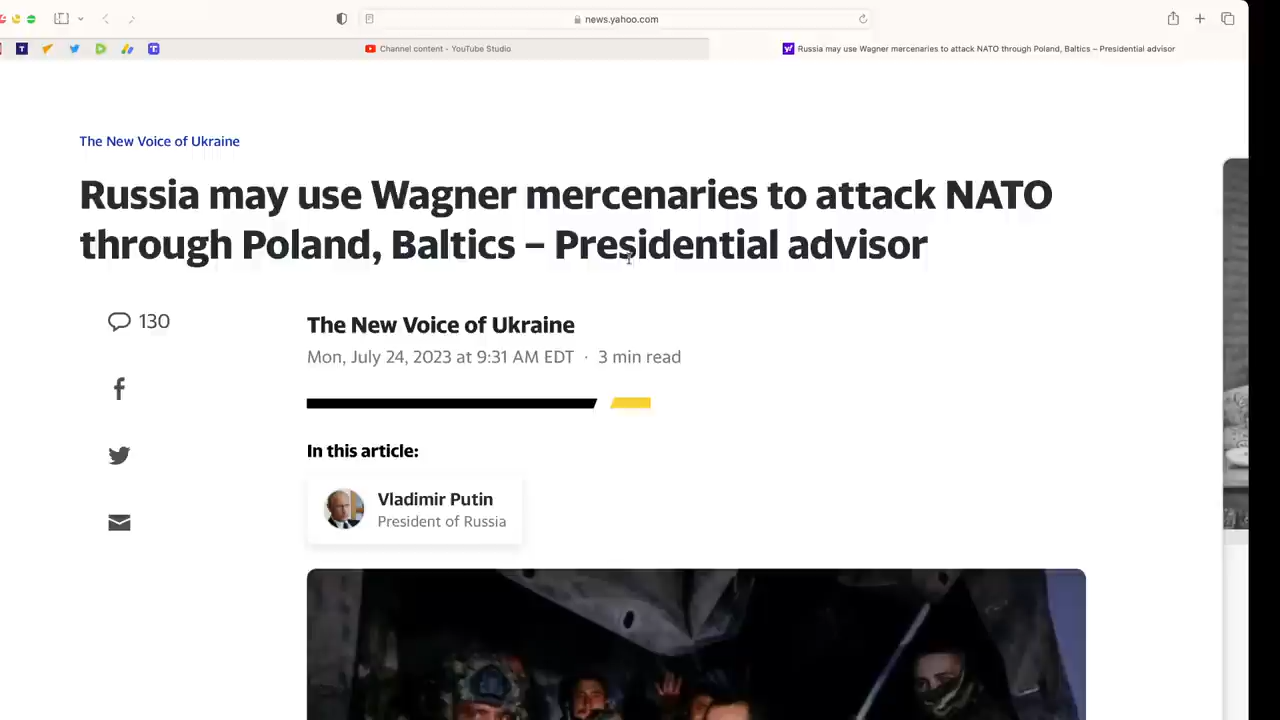 news.yahoo.com
Channel content - YouTube Studio
Russia may use Wagner mercenaries to attack NATO through Poland, Baltics – Presidential advisor
The New Voice of Ukraine
Russia may use Wagner mercenaries to attack NATO
through Poland, Baltics – Presidential advisor
130
The New Voice of Ukraine
Mon, July 24, 2023 at 9:31 AM EDT · 3 min read
In this article:
Vladimir Putin
President of Russia